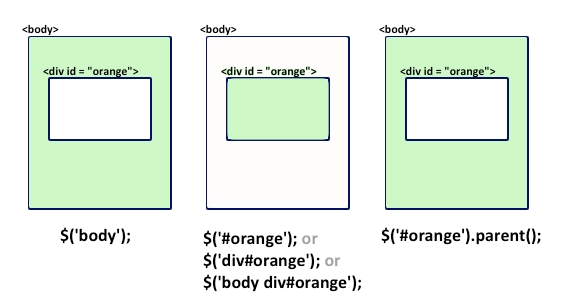 <body>
<div id = "orange">
$('body');
<body>
<div id = "orange">
$('#orange'); or
$('div#orange'); or
$('body div#orange');
<body>
<div id = "orange">
$('#orange').parent();